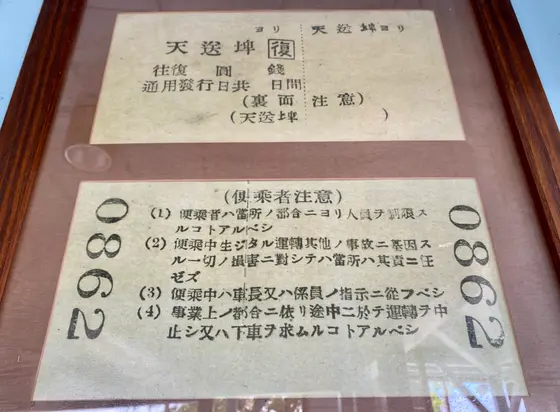 ヨリ 天送埤ヨリ
天送埤 復
往復 圓 錢
通用發行日共 日間
(裏面注意)
(天送埤 )
(便乘者注意)
(1) 便乘者ハ當所ノ都合ニヨリ人員ヲ制限ス
ルコトアルベシ
(2) 便乘中生ジタル運轉其他ノ事故ニ基因ス
ル一切ノ損害ニ對シテハ當所ハ其責ニ任
ゼズ
(3) 便乘中ハ車長又ハ係員ノ指示ニ從フベシ
(4) 事業上ノ都合ニ依リ途中ニ於テ運轉ヲ中
止シ又ハ下車ヲ求ムルコトアルベシ
0862
0862